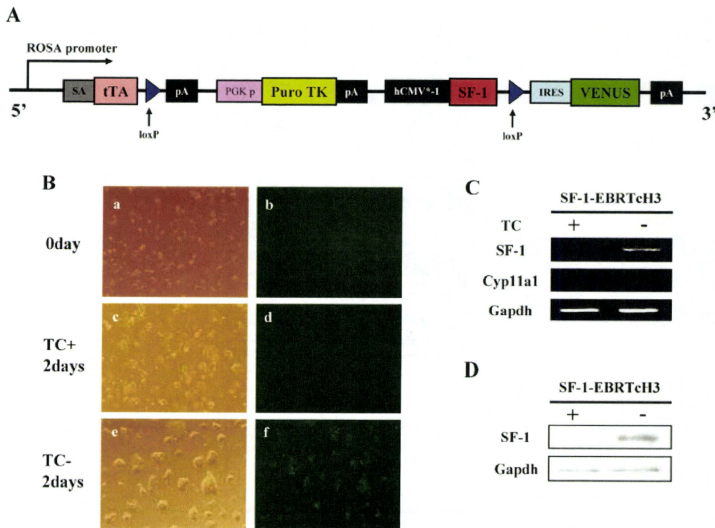 A
ROSA promoter
SA
tTA
pA
PGK p
Puro TK
pA
hCMV*-1
SF-1
IRES
VENUS
pA
5'
3'
loxP
loxP
B
a
b
0day
c
d
TC+
2days
e
f
TC-
2days
C
SF-1-EBRTcH3
TC + -
SF-1
Cyp11a1
Gapdh
D
SF-1-EBRTcH3
+ -
SF-1
Gapdh